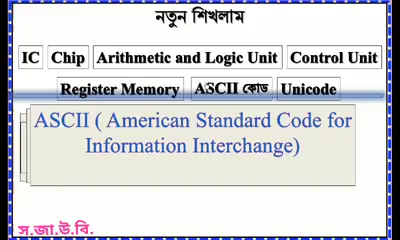 নতুন শিখলাম
IC Chip Arithmetic and Logic Unit Control Unit
Register Memory ASCII কোড Unicode
ASCII ( American Standard Code for
Information Interchange)
স.জা.উ.বি.